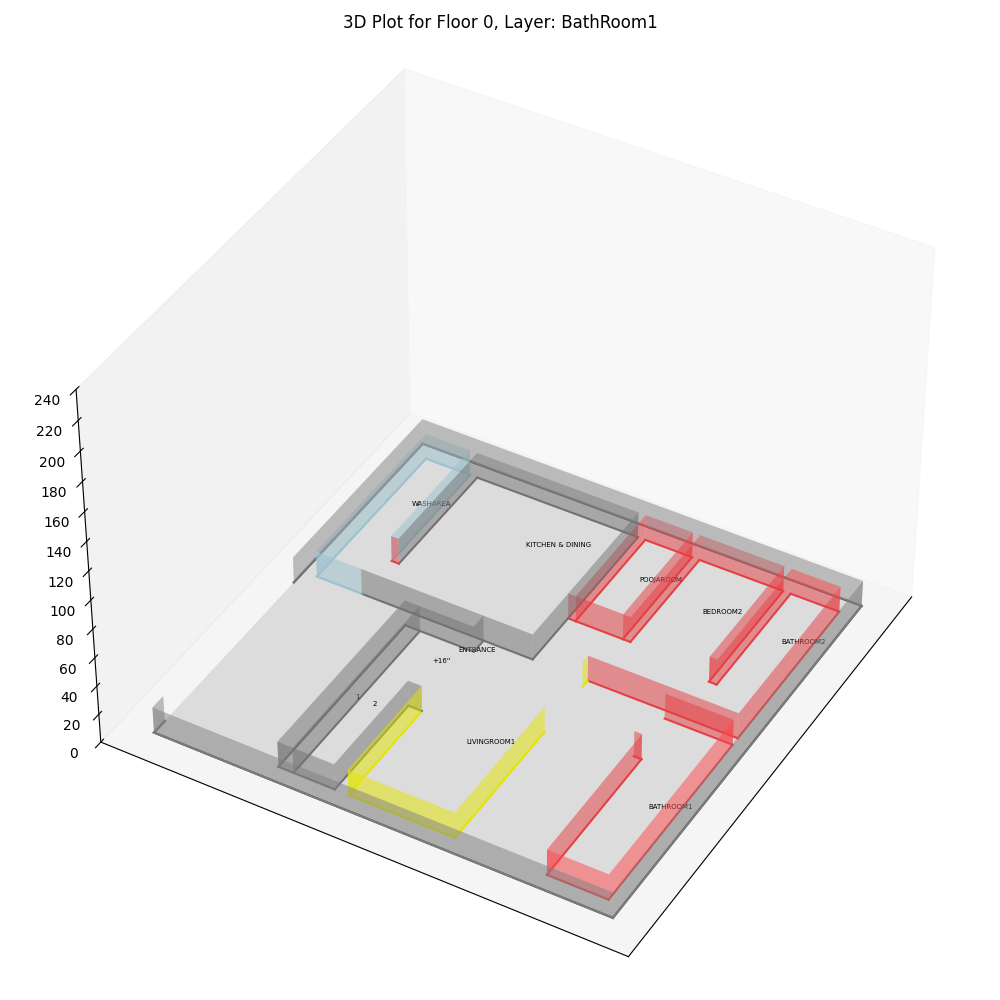 3D Plot for Floor 0, Layer: BathRoom1
240
220
200
180
160
140
120
100
80
60
40
20
0
WASHAREA
KITCHEN & DINING
POOJAROOM
BEDROOM2
BATHROOM2
ENTRANCE
+16"
1
2
LIVINGROOM1
BATHROOM1